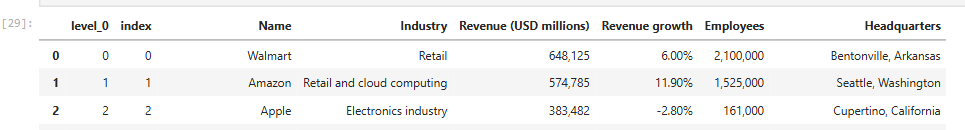 [29]:
level_0 index Name Industry Revenue (USD millions) Revenue growth Employees Headquarters
0 0 0 Walmart Retail 648,125 6.00% 2,100,000 Bentonville, Arkansas
1 1 1 Amazon Retail and cloud computing 574,785 11.90% 1,525,000 Seattle, Washington
2 2 2 Apple Electronics industry 383,482 -2.80% 161,000 Cupertino, California